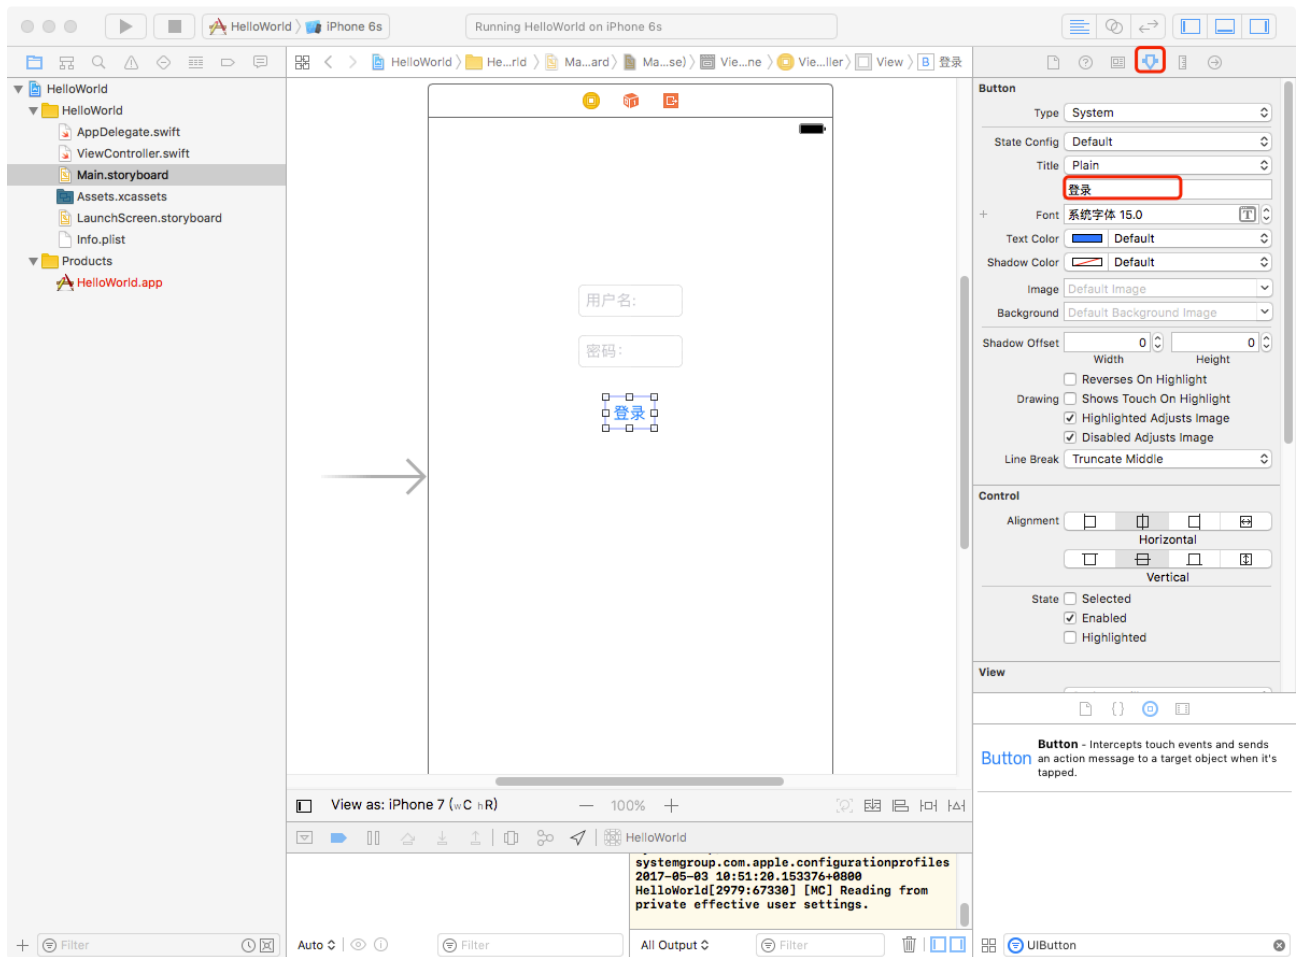 HelloWorld
iPhone 6s
Running HelloWorld on iPhone 6s
HelloWorld
HelloWorld
AppDelegate.swift
ViewController.swift
Main.storyboard
Assets.xcassets
LaunchScreen.storyboard
Info.plist
Products
HelloWorld.app
Filter
HelloWorld
He...rld
Ma...ard)
Ma...se)
Vie...ne
Vie...ller)
View
B 登录
用户名:
密码:
登录
View as: iPhone 7 (wC hR)
100%
HelloWorld
systemgroup.com.apple.configurationprofiles
2017-05-03 10:51:20.153376+0800
HelloWorld[2979:67330] [MC] Reading from
private effective user settings.
Auto
Filter
All Output
Filter
Button
Type System
State Config Default
Title Plain
登录
Font 系统字体 15.0
Text Color Default
Shadow Color Default
Image Default Image
Background Default Background Image
Shadow Offset 0 0
Width Height
Reverses On Highlight
Drawing Shows Touch On Highlight
Highlighted Adjusts Image
Disabled Adjusts Image
Line Break Truncate Middle
Control
Alignment
Horizontal
Vertical
State Selected
Enabled
Highlighted
View
Button
Button - Intercepts touch events and sends
an action message to a target object when it's
tapped.
UIButton